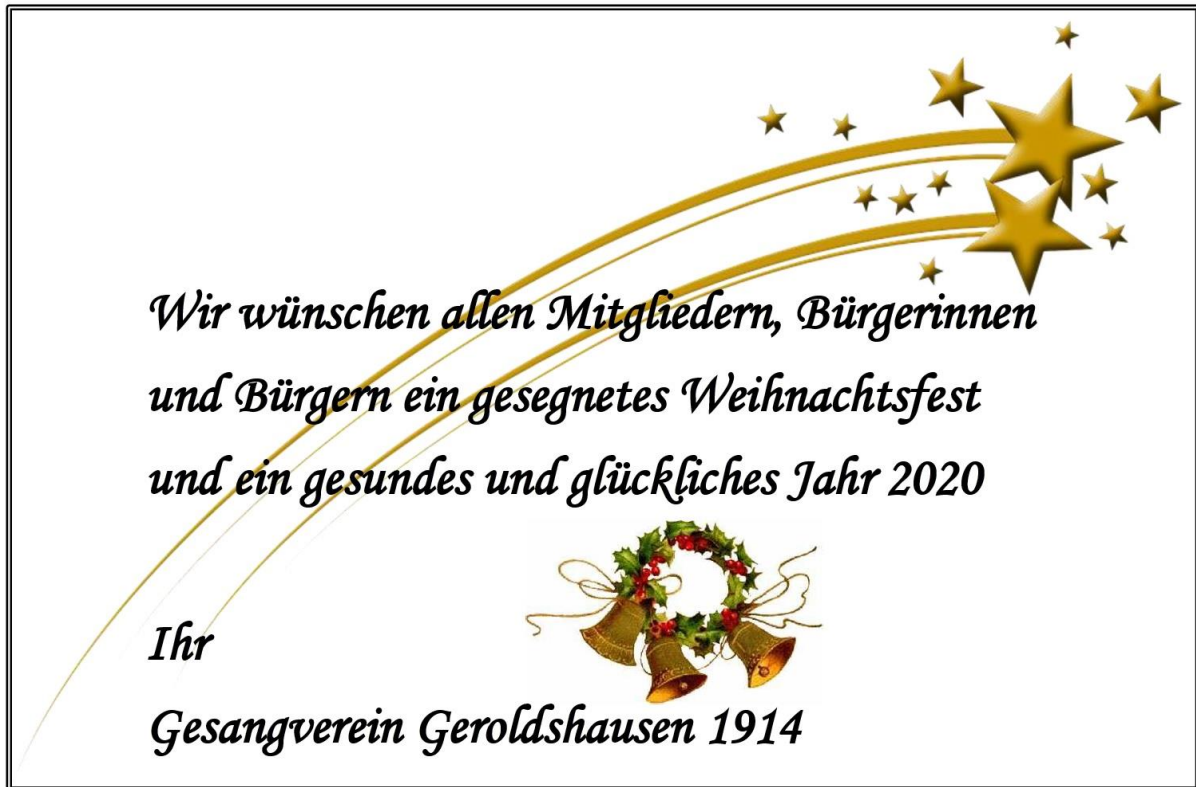 Wir wünschen allen Mitgliedern, Bürgerinnen
und Bürgern ein gesegnetes Weihnachtsfest
und ein gesundes und glückliches Jahr 2020
Ihr
Gesangverein Geroldshausen 1914